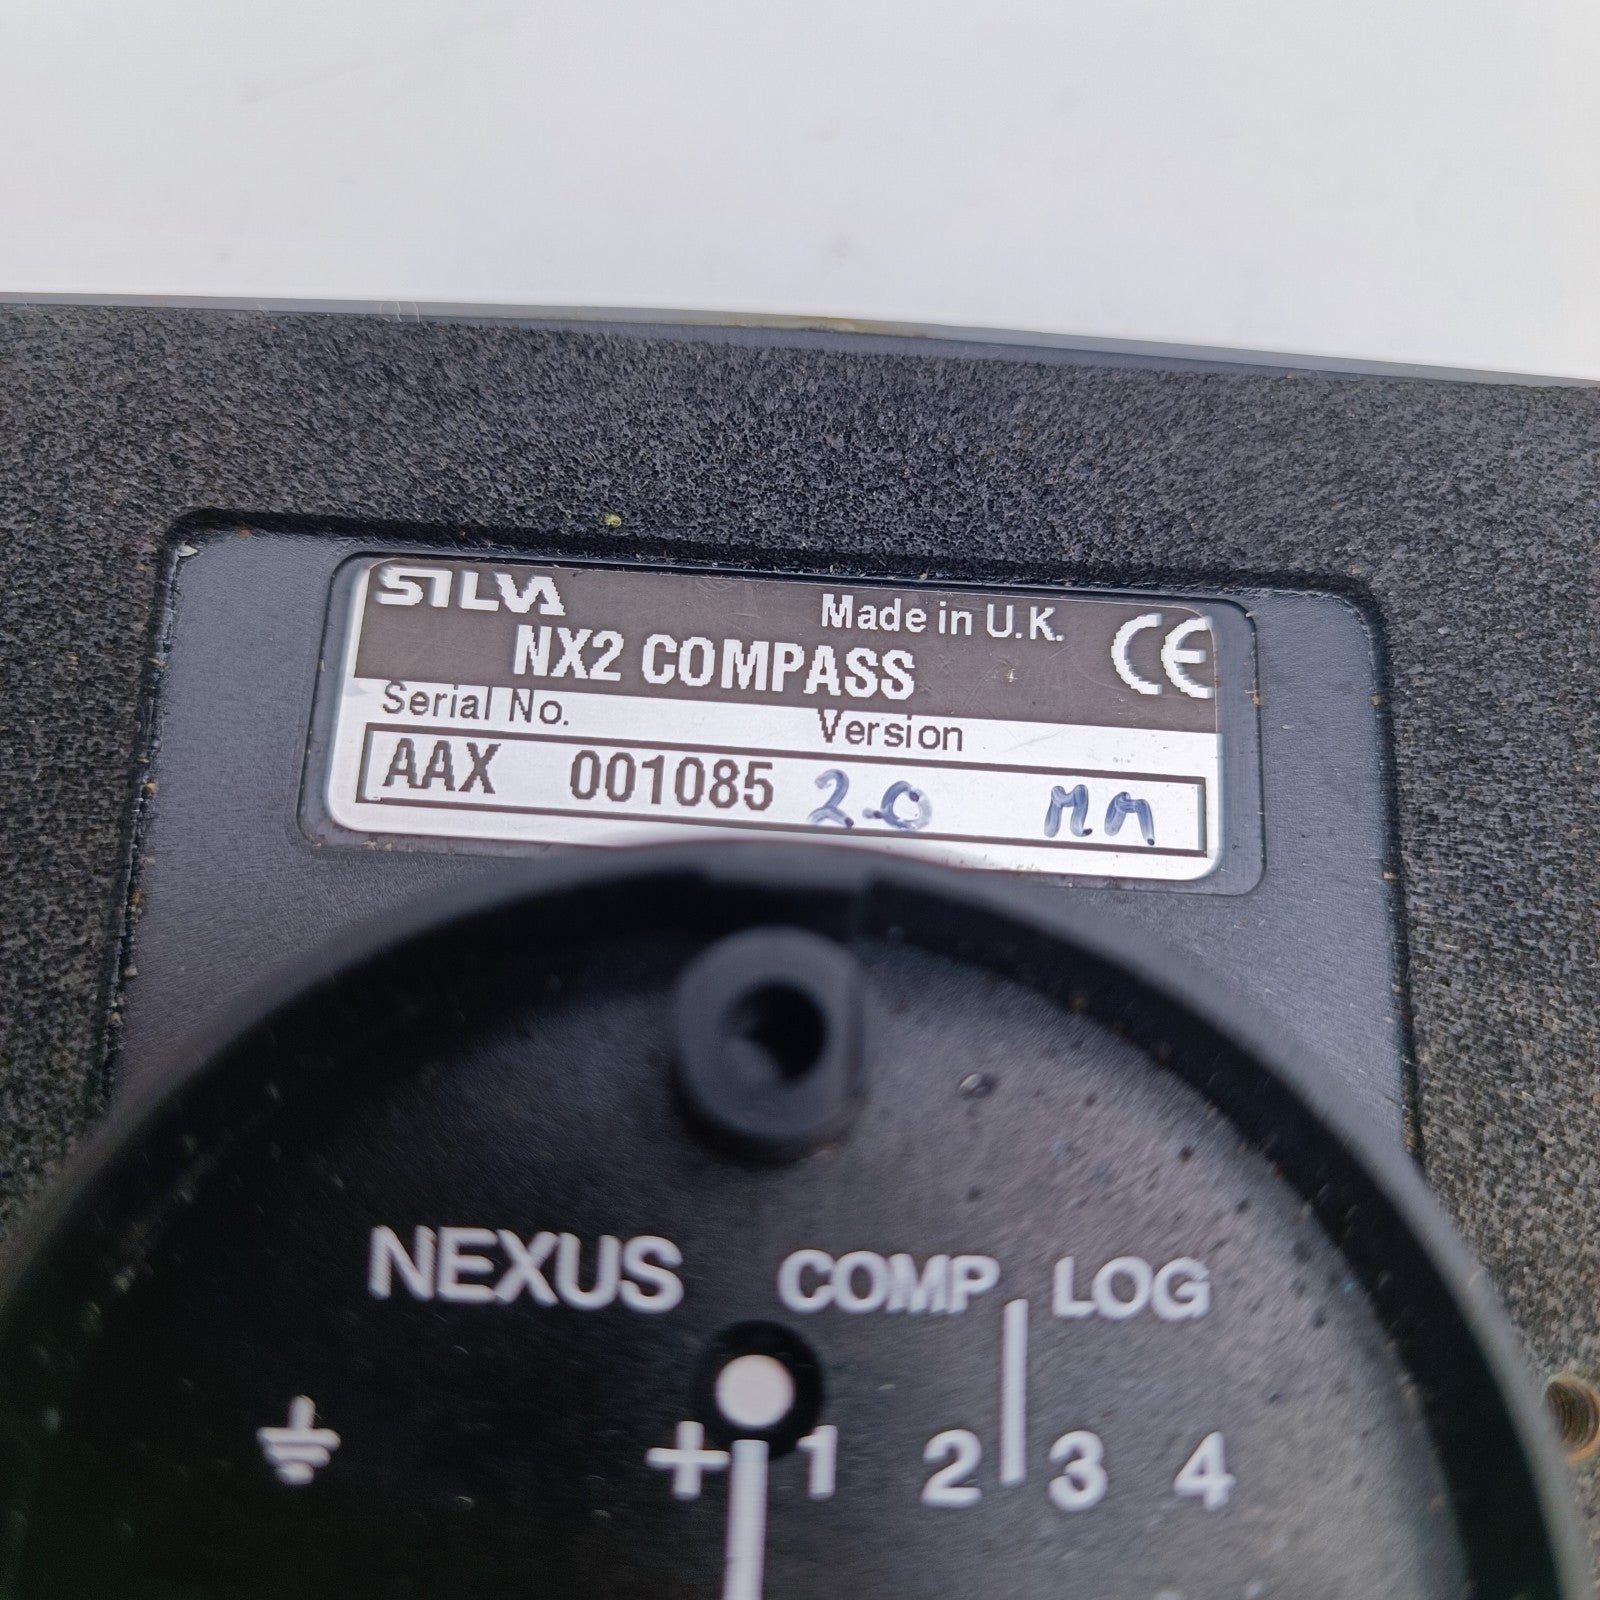 SILVA Made in U.K. CE
NX2 COMPASS
Serial No. Version
AAX 001085 2.0 MM
NEXUS COMP LOG
+ 1 2 3 4